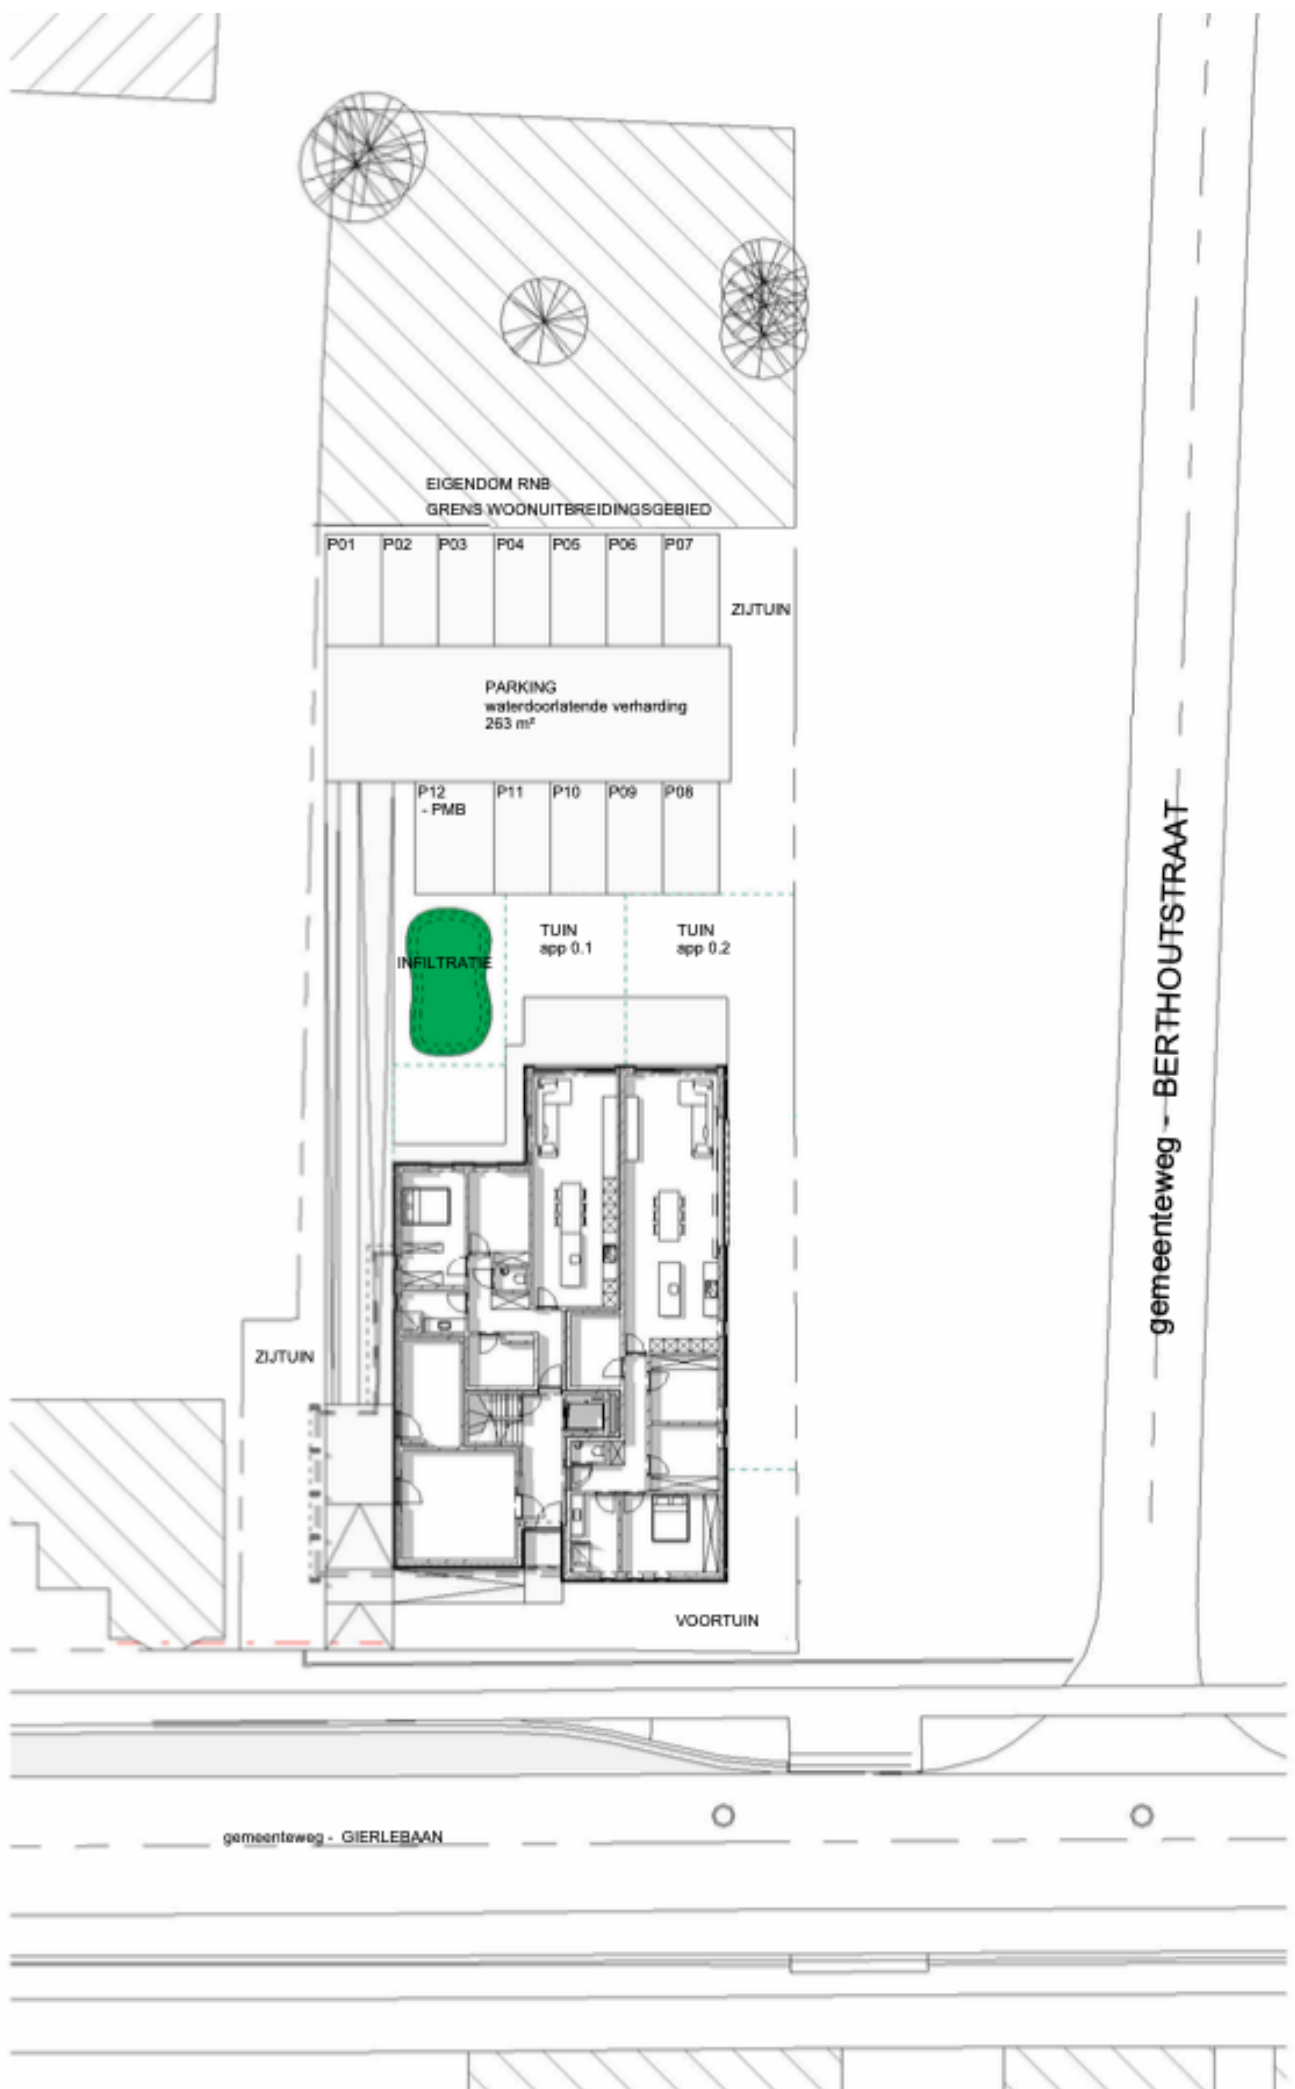 EIGENDOM RNB
GRENS WOONUITBREIDINGSGEBIED
P01 P02 P03 P04 P05 P06 P07
ZIJTUIN
PARKING
waterdoorlatende verharding
263 m²
P12 P11 P10 P09 P08
- PMB
TUIN
app 0.1
TUIN
app 0.2
INFILTRATIE
gemeenteweg - BERTHOUTSTRAAT
ZIJTUIN
VOORTUIN
gemeenteweg - GIERLEBAAN